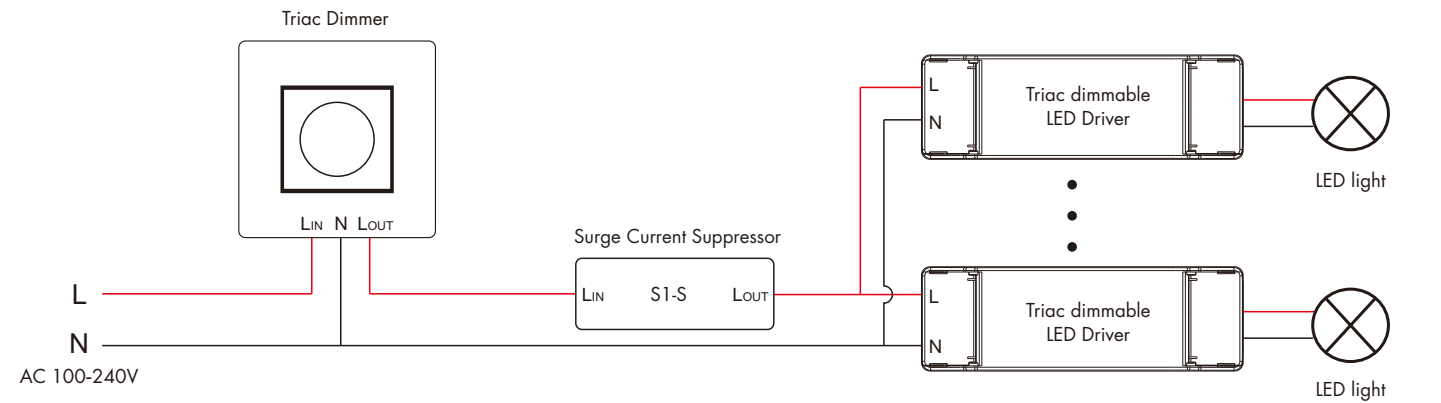 Triac Dimmer
LIN N LOUT
L
N
AC 100-240V
Surge Current Suppressor
LIN S1-S LOUT
L
N
Triac dimmable
LED Driver
LED light
L
N
Triac dimmable
LED Driver
LED light